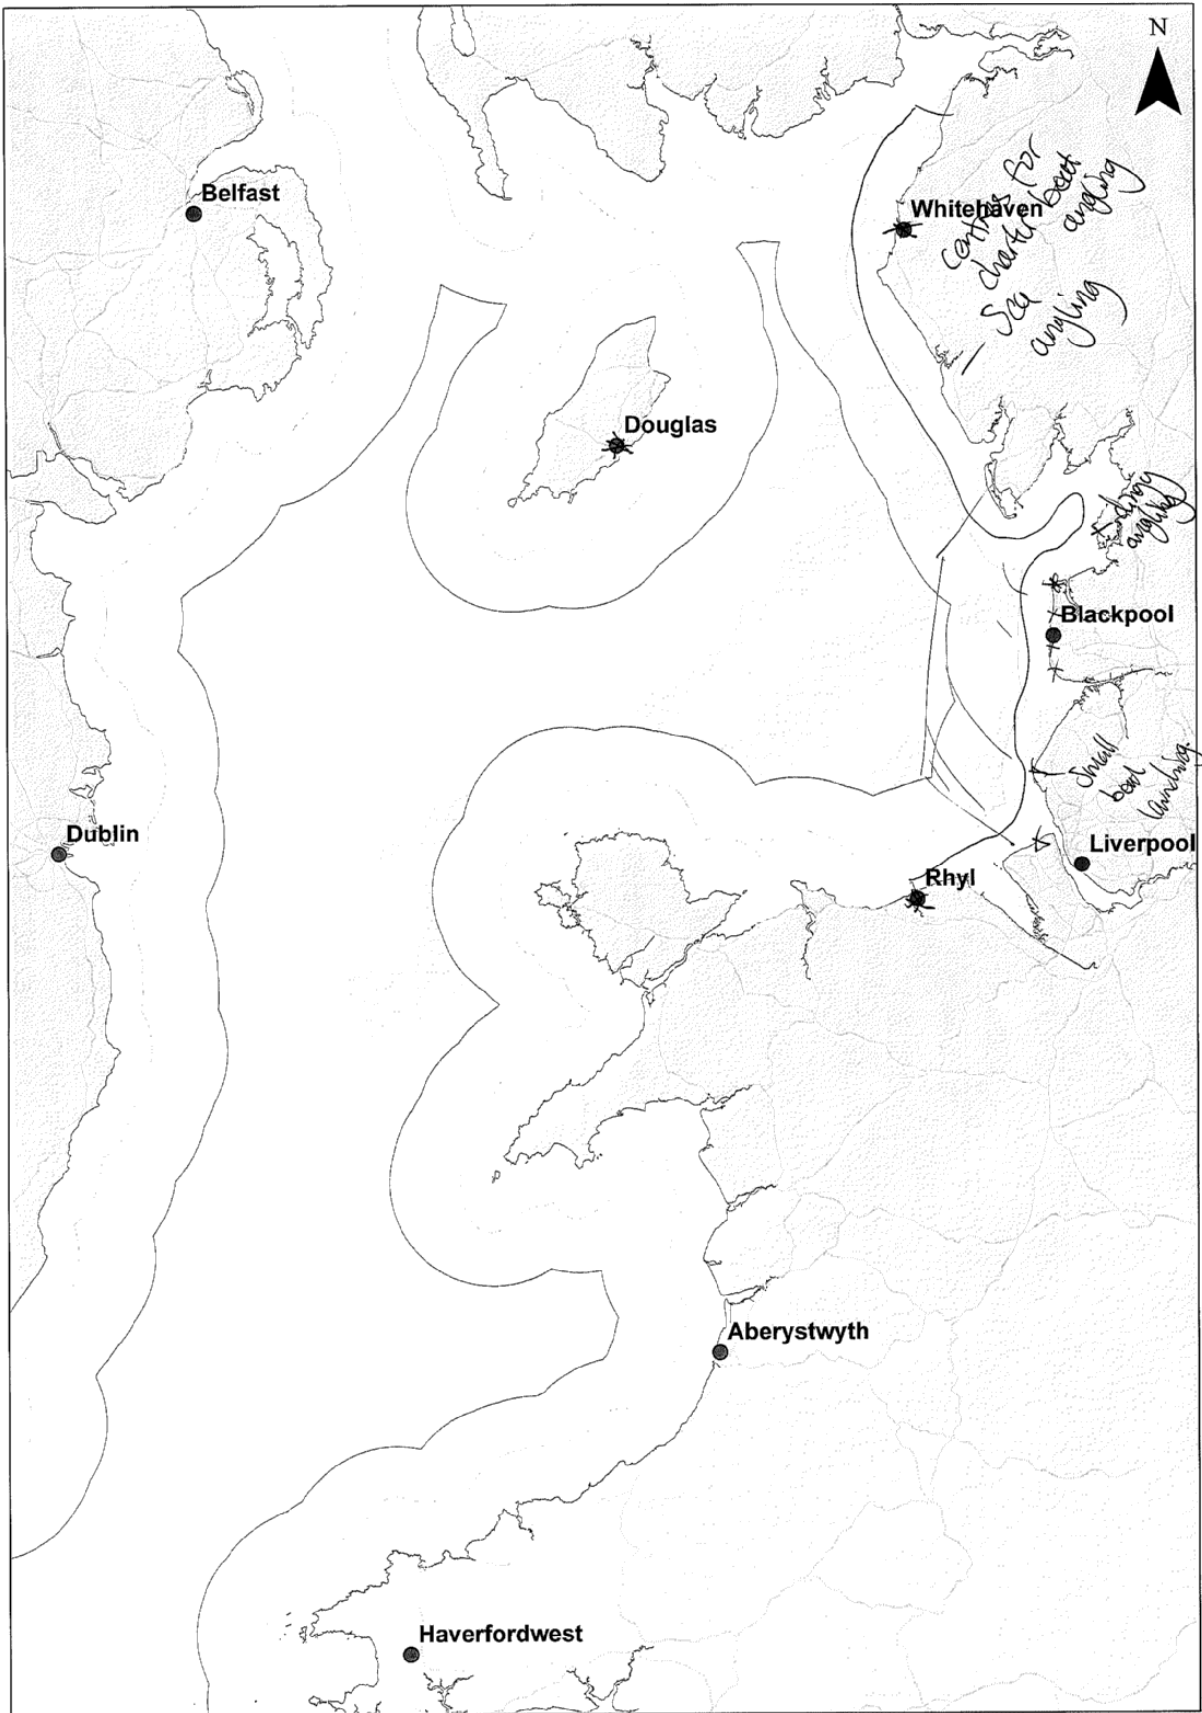 N
Belfast
Whitehaven
Centres for
charter boat
angling
Sea
angling
Douglas
angling
Blackpool
Small
boat
launching.
Dublin
Liverpool
Rhyl
Aberystwyth
Haverfordwest